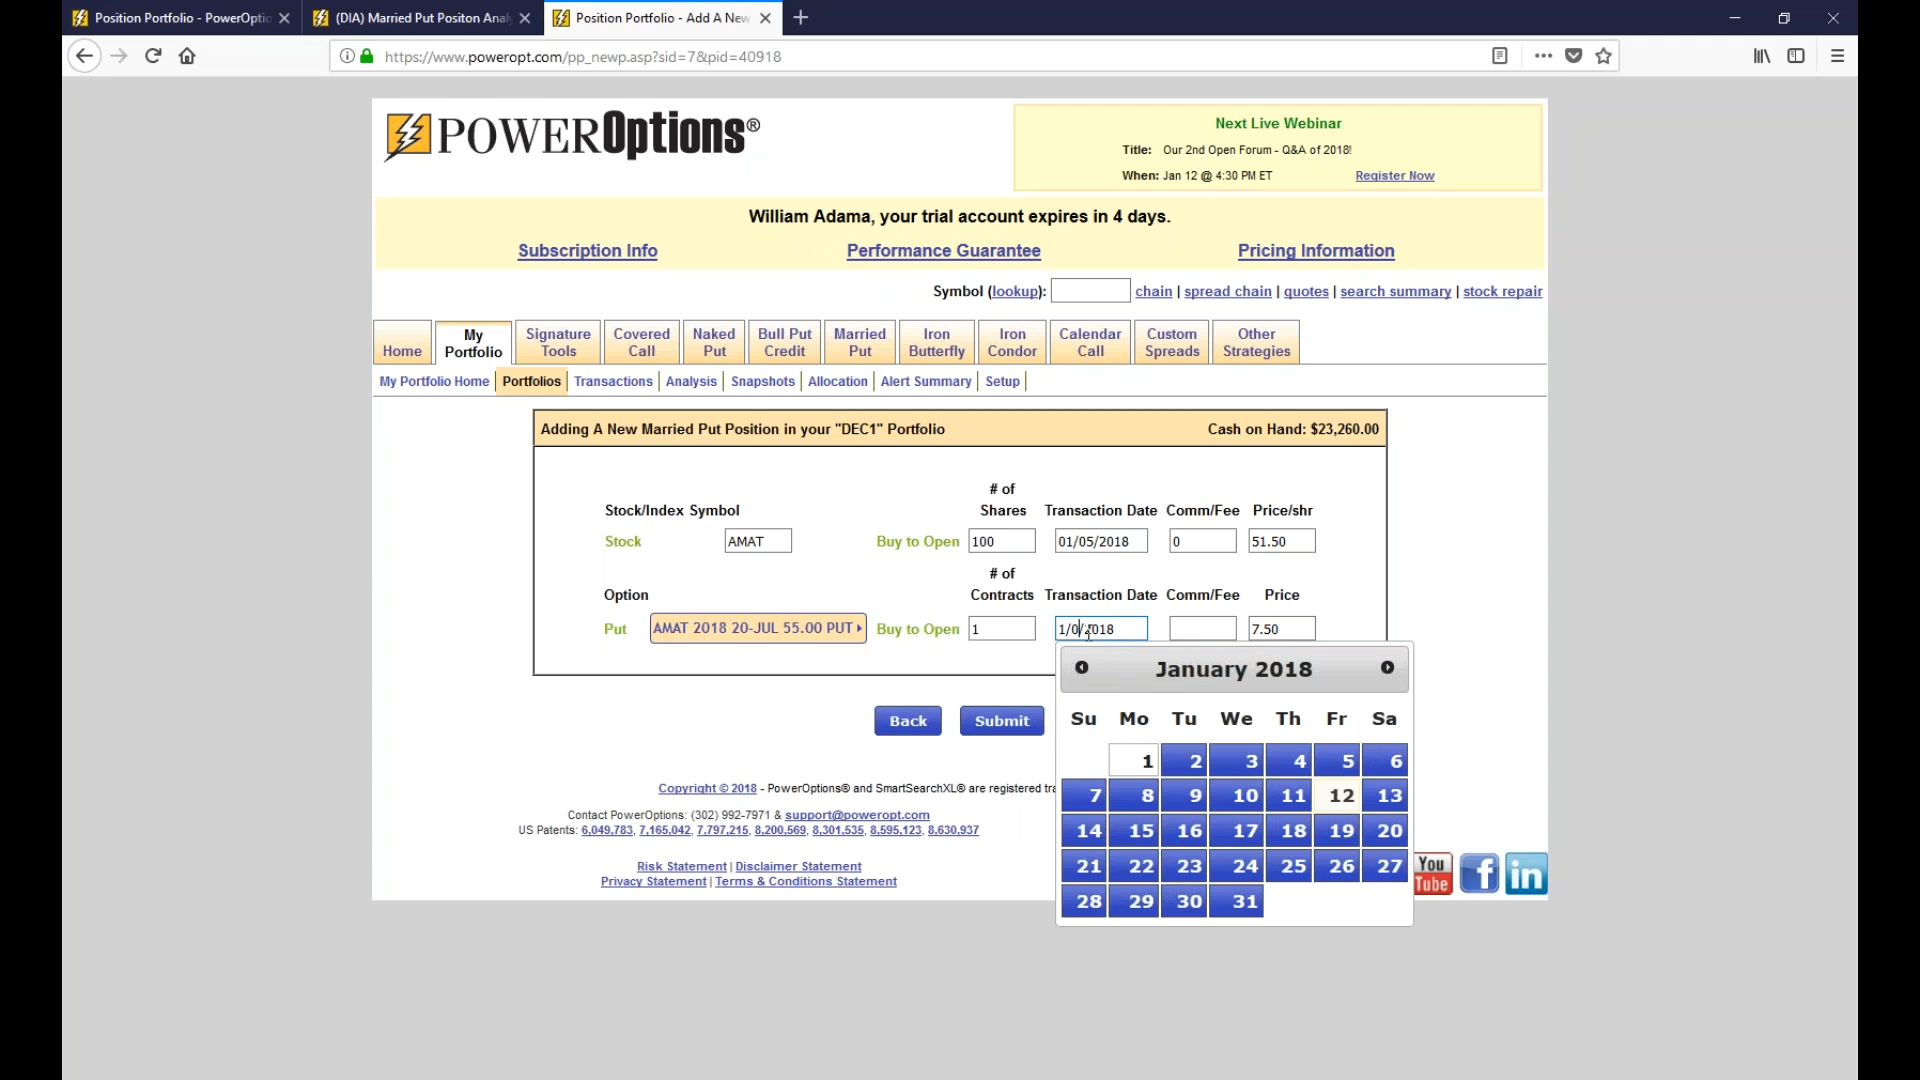 Position Portfolio - PowerOptio
(DIA) Married Put Positon Anal
Position Portfolio - Add A New
https://www.poweropt.com/pp_newp.asp?sid=7&pid=40918
POWEROptions®
Next Live Webinar
Title: Our 2nd Open Forum - Q&A of 2018!
When: Jan 12 @ 4:30 PM ET Register Now
William Adama, your trial account expires in 4 days.
Subscription Info Performance Guarantee Pricing Information
Symbol (lookup): chain | spread chain | quotes | search summary | stock repair
Home
My Portfolio
Signature Tools
Covered Call
Naked Put
Bull Put Credit
Married Put
Iron Butterfly
Iron Condor
Calendar Call
Custom Spreads
Other Strategies
My Portfolio Home | Portfolios | Transactions | Analysis | Snapshots | Allocation | Alert Summary | Setup |
Adding A New Married Put Position in your "DEC1" Portfolio Cash on Hand: $23,260.00
# of
Stock/Index Symbol Shares Transaction Date Comm/Fee Price/shr
Stock AMAT Buy to Open 100 01/05/2018 0 51.50
# of
Option Contracts Transaction Date Comm/Fee Price
Put AMAT 2018 20-JUL 55.00 PUT Buy to Open 1 1/0/2018 7.50
January 2018
Su Mo Tu We Th Fr Sa
1 2 3 4 5 6
7 8 9 10 11 12 13
14 15 16 17 18 19 20
21 22 23 24 25 26 27
28 29 30 31
Back Submit
Copyright © 2018 - PowerOptions® and SmartSearchXL® are registered tra
Contact PowerOptions: (302) 992-7971 & support@poweropt.com
US Patents: 6,049,783, 7,165,042, 7,797,215, 8,200,569, 8,301,535, 8,595,123, 8,630,937
Risk Statement | Disclaimer Statement
Privacy Statement | Terms & Conditions Statement
You Tube
f
in